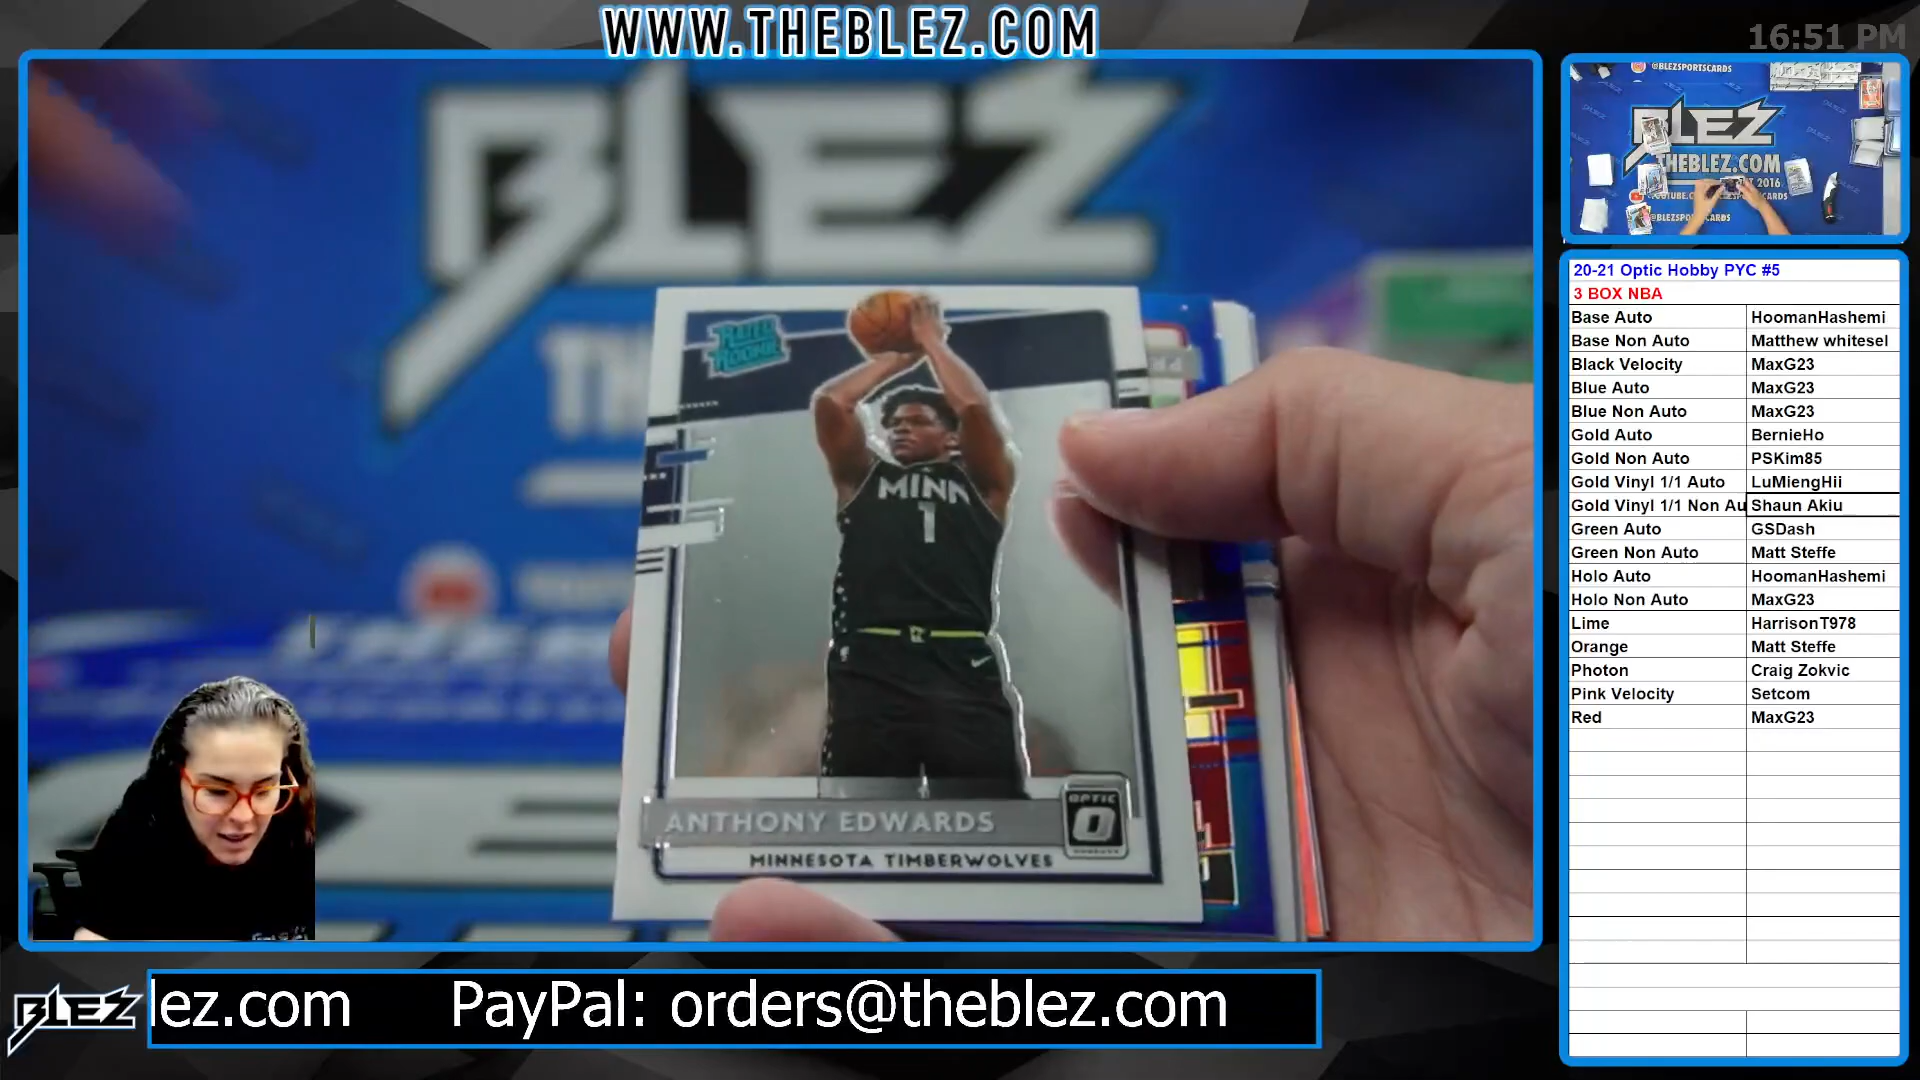 WWW.THEBLEZ.COM
16:51 PM
BLEZ
@BLEZSPORTSCARDS
BLEZ
THEBLEZ.COM
@BLEZSPORTSCARDS
RATED ROOKIE
MINN
1
ANTHONY EDWARDS
OPTIC
MINNESOTA TIMBERWOLVES
20-21 Optic Hobby PYC #5
3 BOX NBA
Base Auto HoomanHashemi
Base Non Auto Matthew whitesel
Black Velocity MaxG23
Blue Auto MaxG23
Blue Non Auto MaxG23
Gold Auto BernieHo
Gold Non Auto PSKim85
Gold Vinyl 1/1 Auto LuMiengHii
Gold Vinyl 1/1 Non Au Shaun Akiu
Green Auto GSDash
Green Non Auto Matt Steffe
Holo Auto HoomanHashemi
Holo Non Auto MaxG23
Lime HarrisonT978
Orange Matt Steffe
Photon Craig Zokvic
Pink Velocity Setcom
Red MaxG23
BLEZ
lez.com PayPal: orders@theblez.com